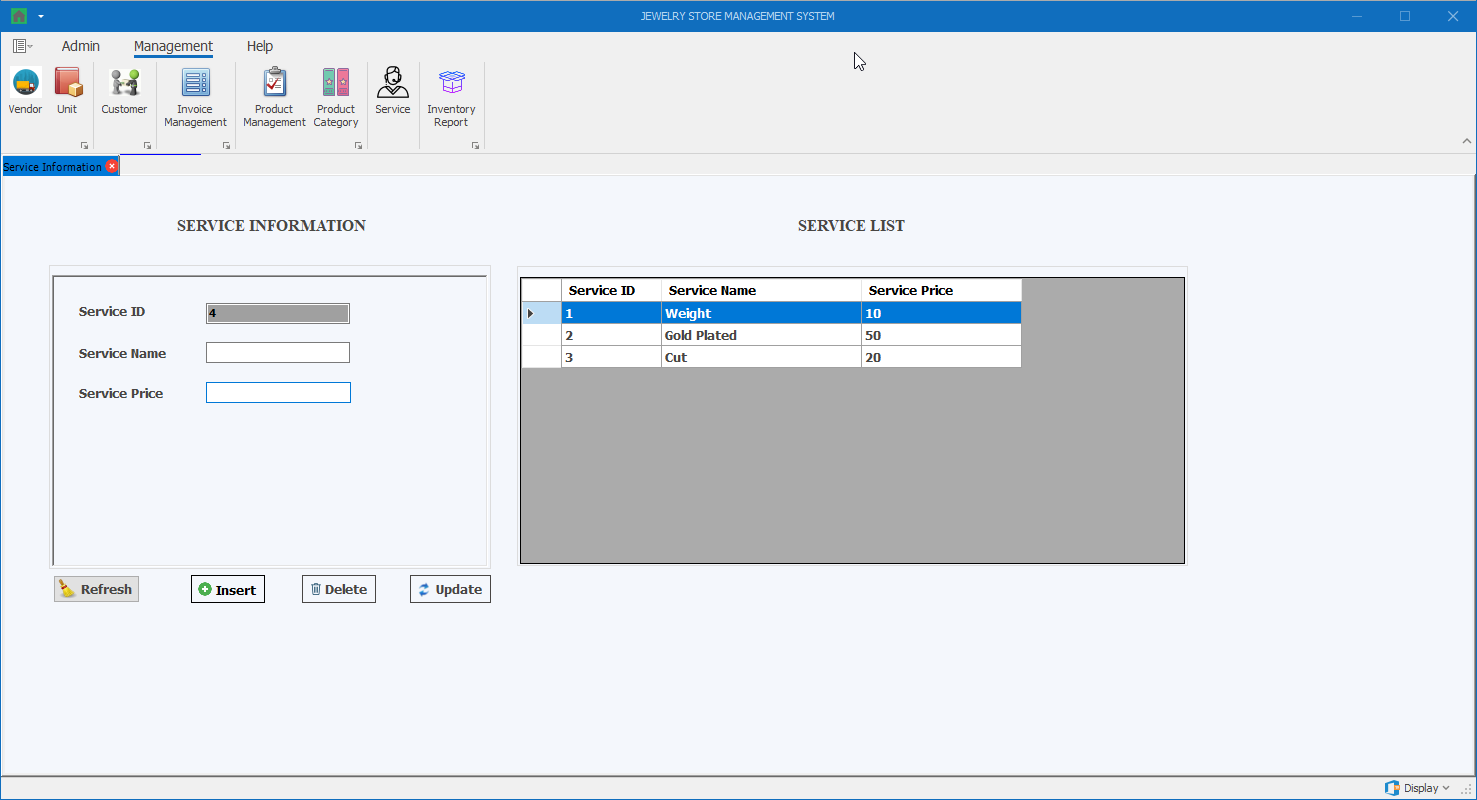 JEWELRY STORE MANAGEMENT SYSTEM
Admin Management Help
Vendor Unit Customer Invoice Management Product Management Product Category Service Inventory Report
Service Information
SERVICE INFORMATION
SERVICE LIST
Service ID 4
Service Name
Service Price
Service ID Service Name Service Price
1 Weight 10
2 Gold Plated 50
3 Cut 20
Refresh Insert Delete Update
Display